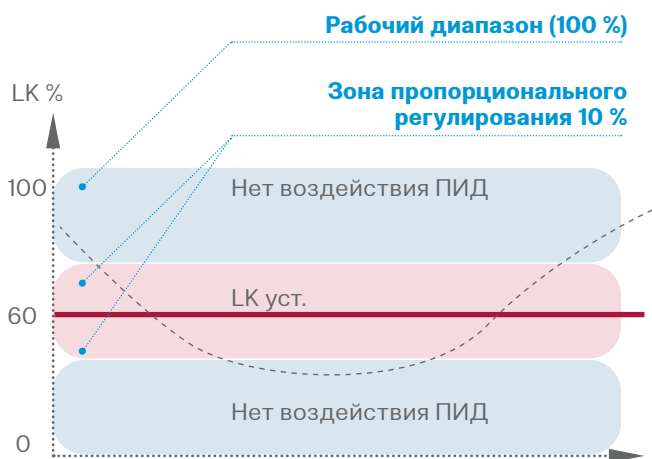 Рабочий диапазон (100 %)
LK %
Зона пропорционального
регулирования 10 %
100
Нет воздействия ПИД
LK уст.
60
Нет воздействия ПИД
0